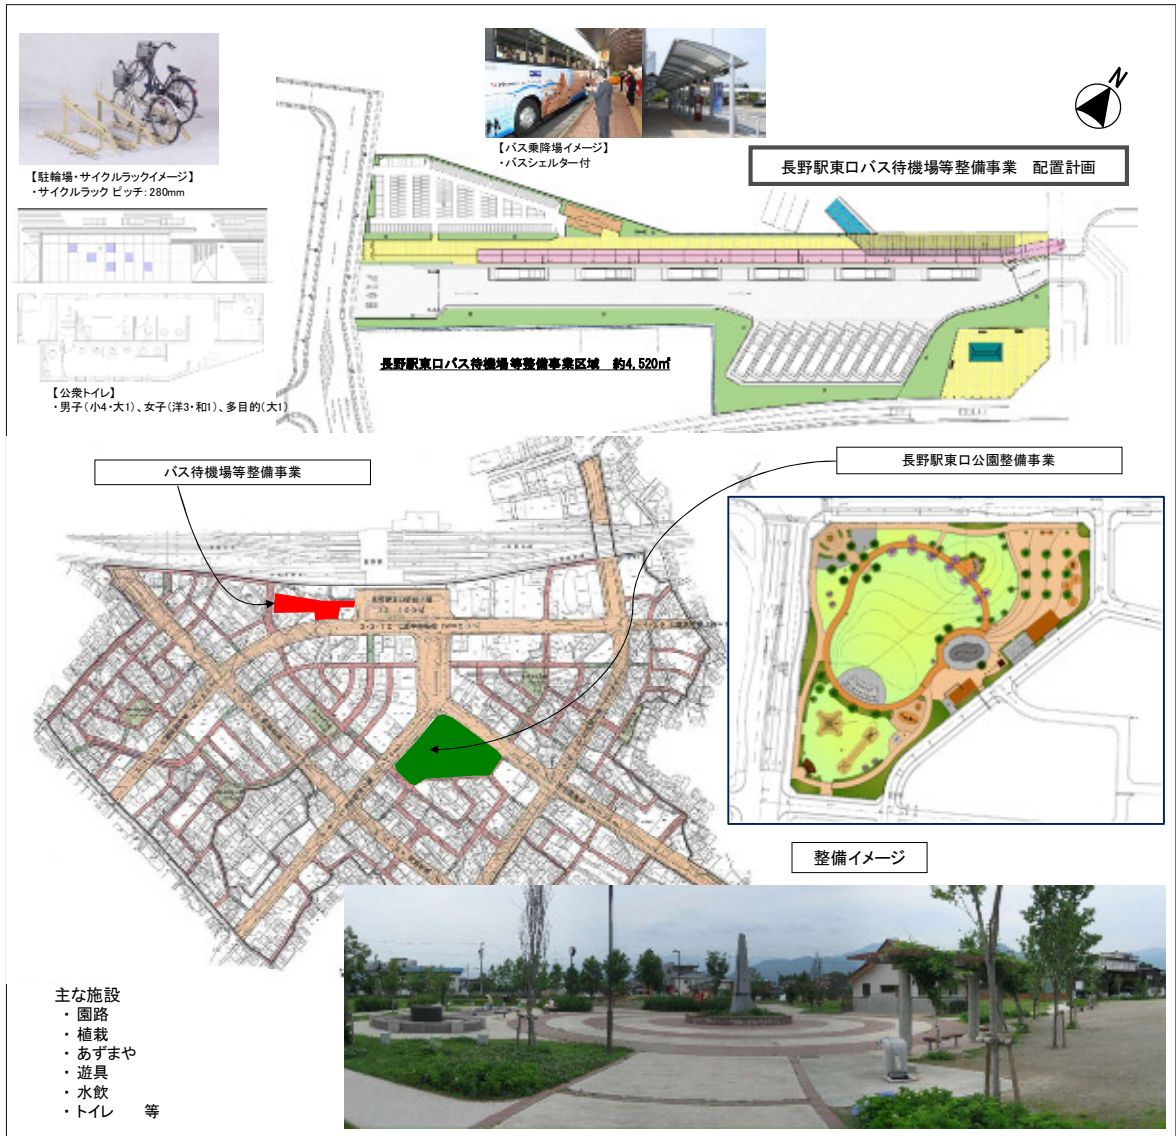 N
【バス乗降場イメージ】
・バスシェルター付
長野駅東口バス待機場等整備事業　配置計画
【駐輪場・サイクルラックイメージ】
・サイクルラック ピッチ：280mm
長野駅東口バス待機場等整備事業区域　約4,520㎡
【公衆トイレ】
・男子（小4・大1）、女子（洋3・和1）、多目的（大1）
バス待機場等整備事業
長野駅東口公園整備事業
整備イメージ
主な施設
・ 園路
・ 植栽
・ あずまや
・ 遊具
・ 水飲
・ トイレ　　等